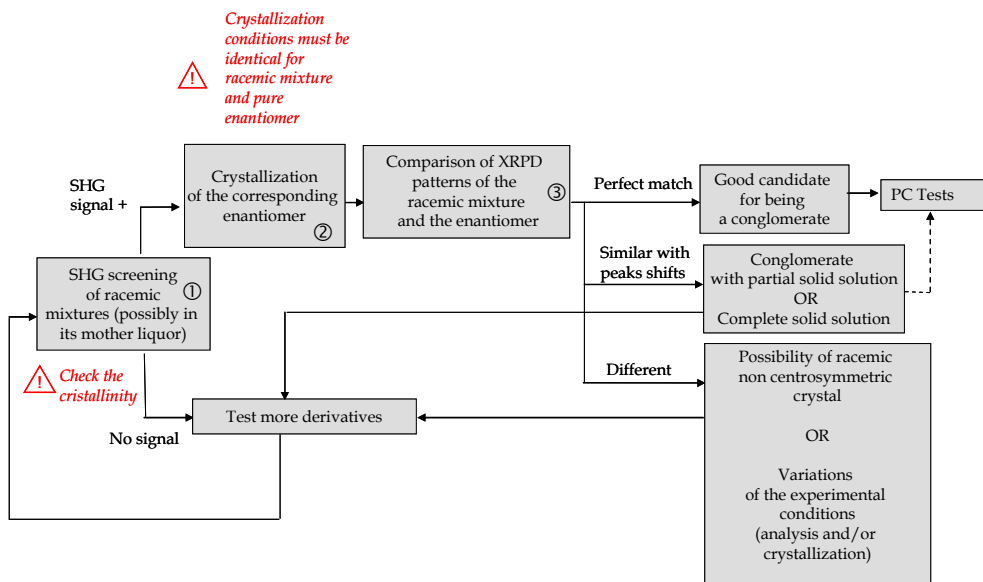 Crystallization
conditions must be
identical for
racemic mixture
and pure
enantiomer
!
SHG
signal +
Crystallization
of the corresponding
enantiomer
②
Comparison of XRPD
patterns of the
racemic mixture
and the enantiomer
③
Perfect match
Good candidate
for being
a conglomerate
PC Tests
Similar with
peaks shifts
Conglomerate
with partial solid solution
OR
Complete solid solution
SHG screening
of racemic
mixtures (possibly in
its mother liquor)
①
!
Check the
cristallinity
No signal
Test more derivatives
Different
Possibility of racemic
non centrosymmetric
crystal
OR
Variations
of the experimental
conditions
(analysis and/or
crystallization)